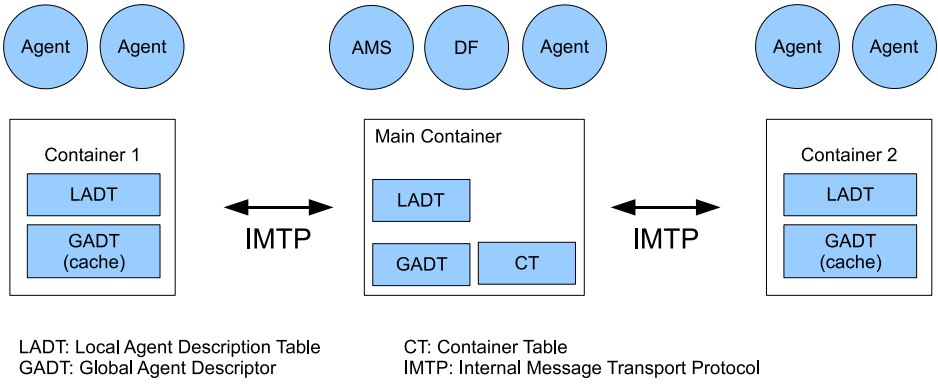 Agent Agent AMS DF Agent Agent Agent
Container 1
LADT
GADT
(cache)
IMTP
Main Container
LADT
GADT
CT
IMTP
Container 2
LADT
GADT
(cache)
LADT: Local Agent Description Table
GADT: Global Agent Descriptor
CT: Container Table
IMTP: Internal Message Transport Protocol